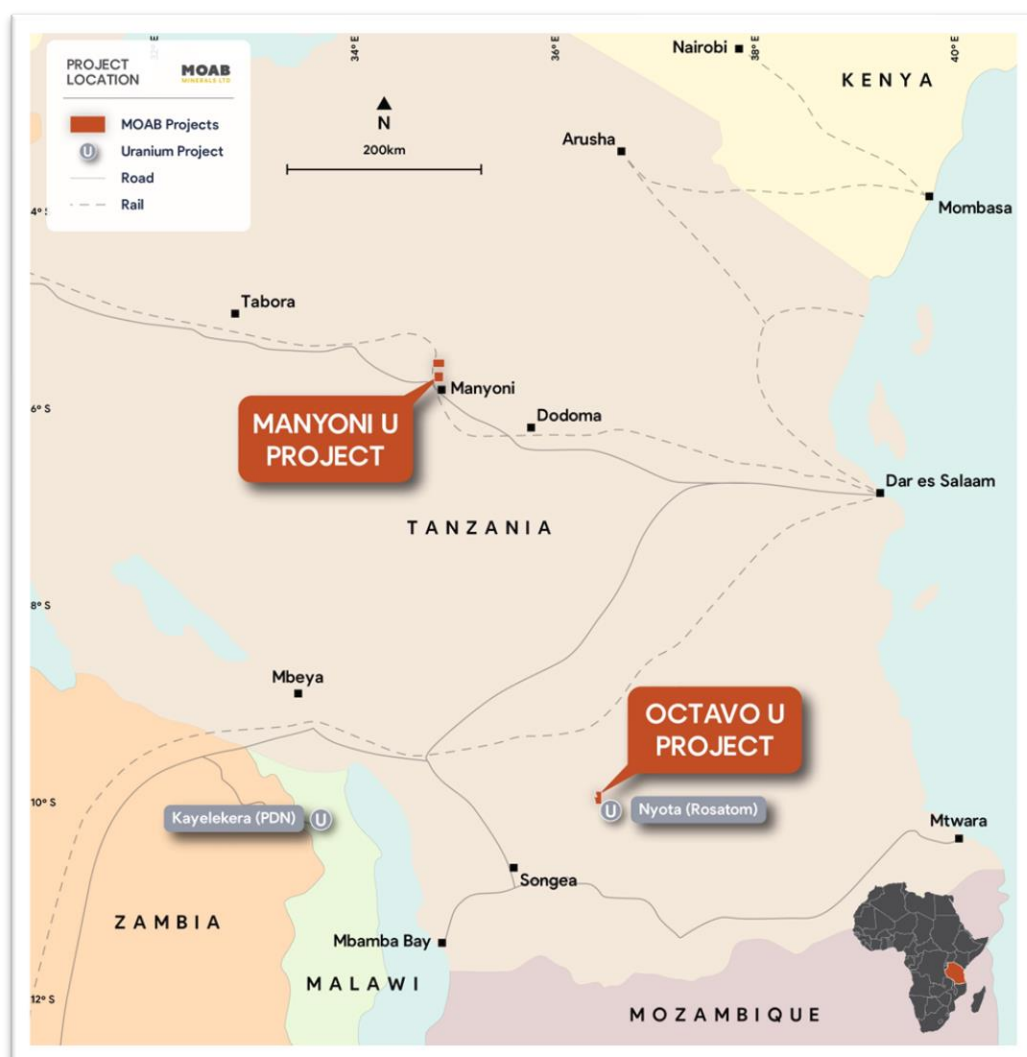 PROJECT
LOCATION
MOAB
MINERALS LTD
MOAB Projects
U
Uranium Project
Road
Rail
34° E
36° E
38° E
40° E
N
200km
Nairobi
KENYA
Arusha
Mombasa
Tabora
Manyoni
MANYONI U
PROJECT
Dodoma
Dar es Salaam
TANZANIA
6° S
8° S
Mbeya
OCTAVO U
PROJECT
10° S
Kayelekera (PDN) U
U Nyota (Rosatom)
Mtwara
Songea
ZAMBIA
Mbamba Bay
MALAWI
12° S
MOZAMBIQUE